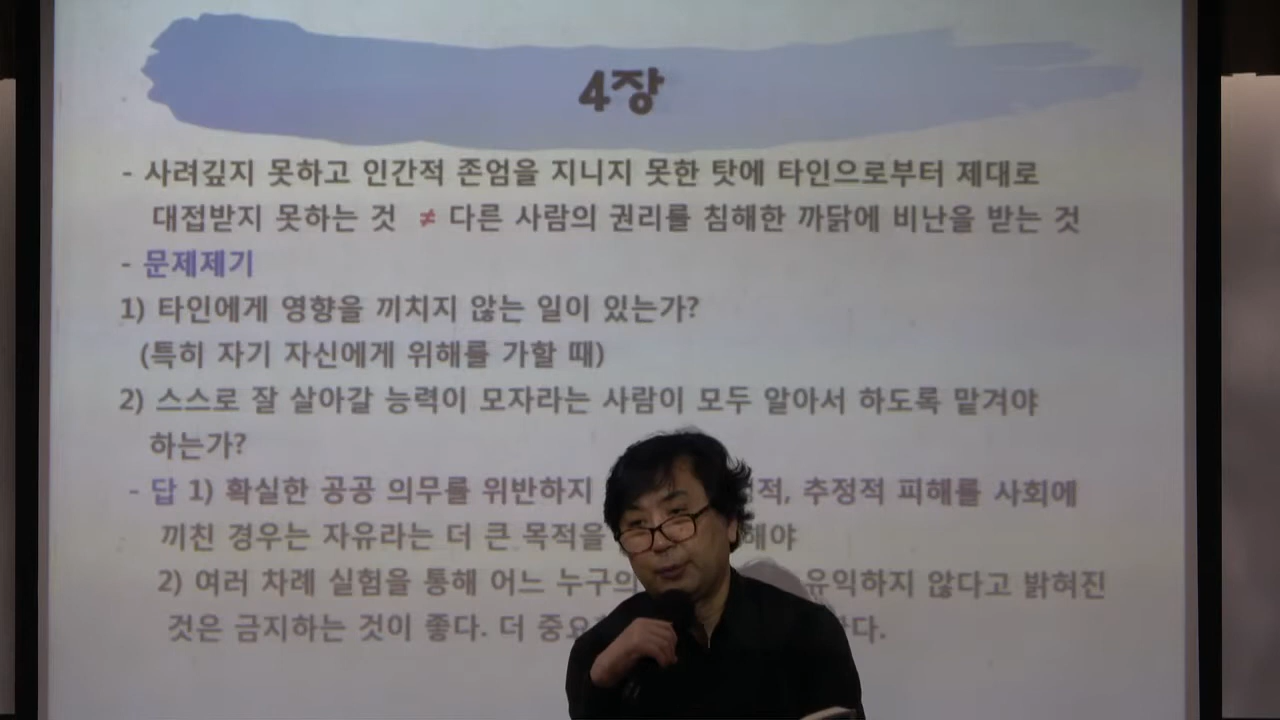 4장
- 사려깊지 못하고 인간적 존엄을 지니지 못한 탓에 타인으로부터 제대로
대접받지 못하는 것 ≠ 다른 사람의 권리를 침해한 까닭에 비난을 받는 것
- 문제제기
1) 타인에게 영향을 끼치지 않는 일이 있는가?
(특히 자기 자신에게 위해를 가할 때)
2) 스스로 잘 살아갈 능력이 모자라는 사람이 모두 알아서 하도록 맡겨야
하는가?
- 답 1) 확실한 공공 의무를 위반하지 적, 추정적 피해를 사회에
끼친 경우는 자유라는 더 큰 목적을 해야
2) 여러 차례 실험을 통해 어느 누구의 유익하지 않다고 밝혀진
것은 금지하는 것이 좋다. 더 중요 다.